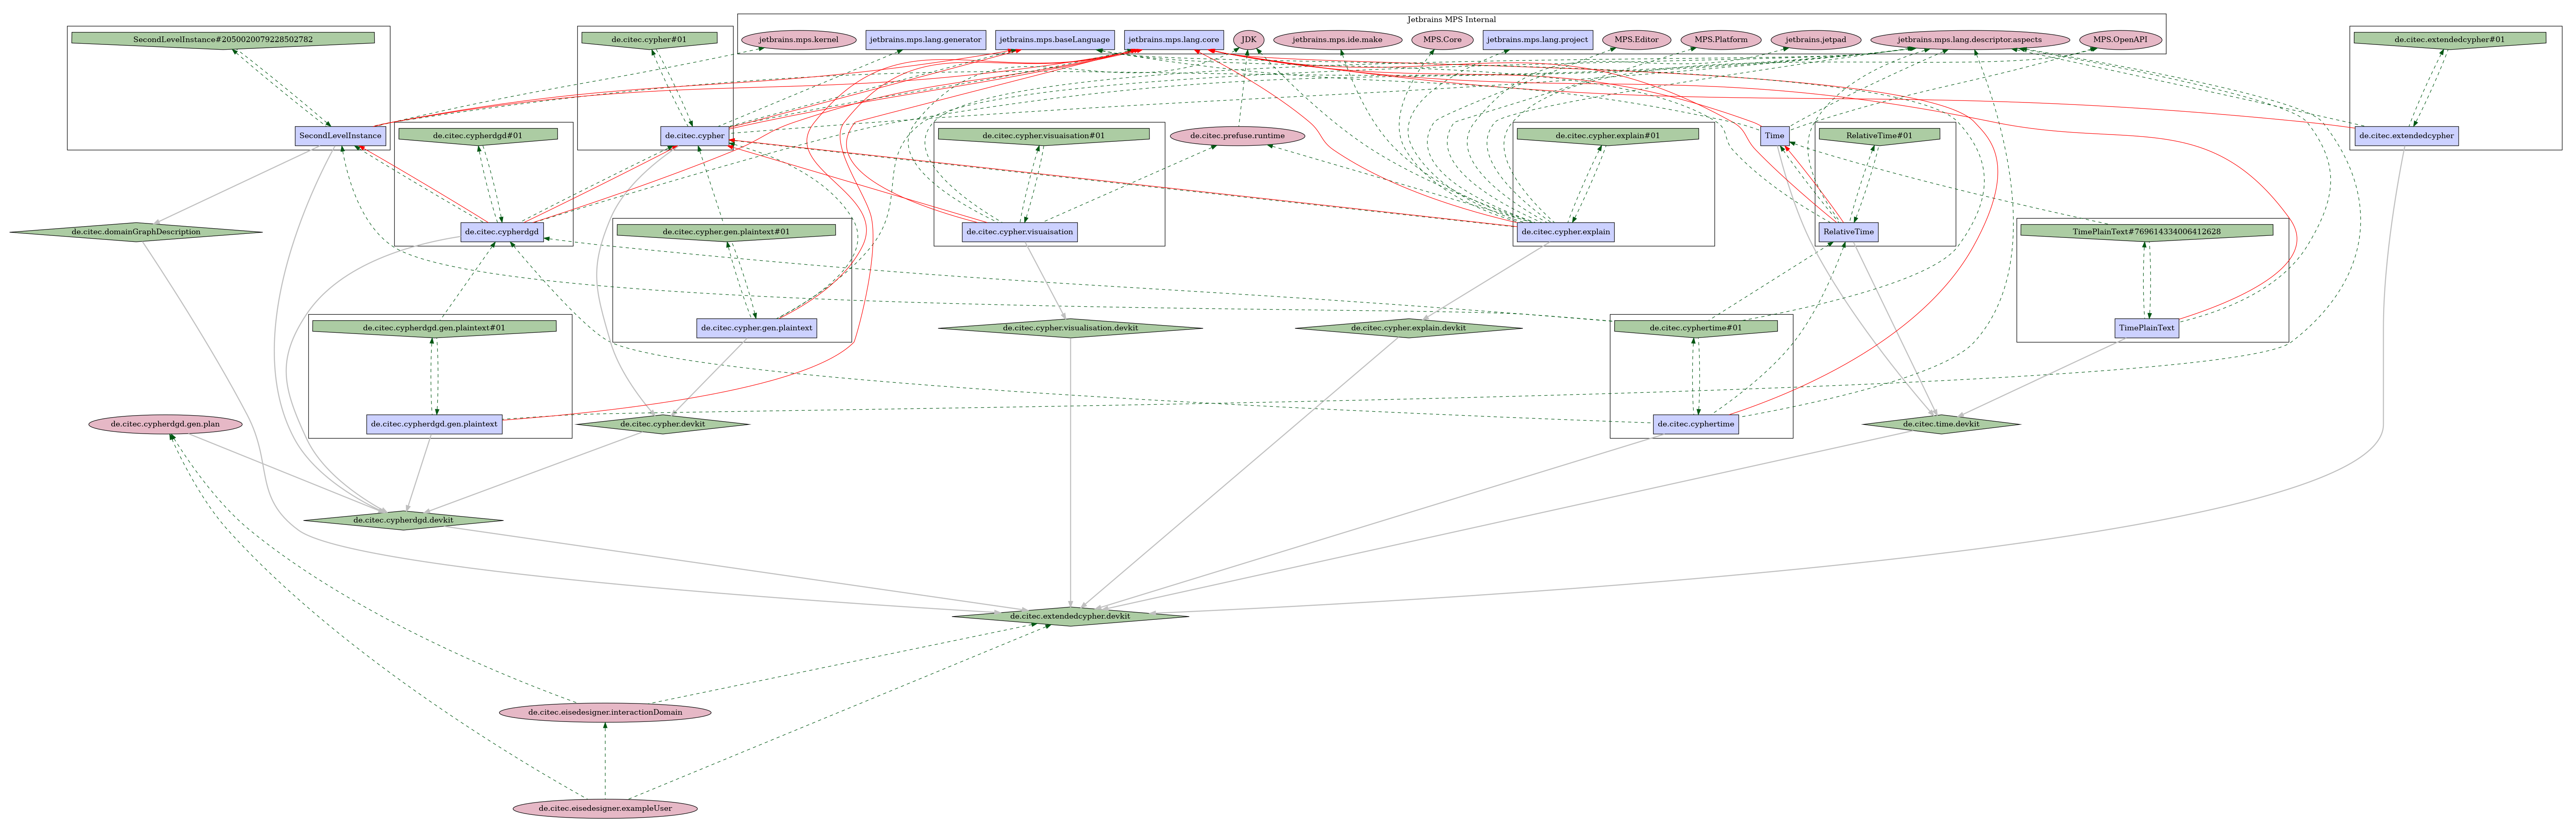 Jetbrains MPS Internal
SecondLevelInstance#2050020079228502782
de.citec.cypher#01
jetbrains.mps.kernel
jetbrains.mps.lang.generator
jetbrains.mps.baseLanguage
jetbrains.mps.lang.core
JDK
jetbrains.mps.ide.make
MPS.Core
jetbrains.mps.lang.project
MPS.Editor
MPS.Platform
jetbrains.jetpad
jetbrains.mps.lang.descriptor.aspects
MPS.OpenAPI
de.citec.extendedcypher#01
SecondLevelInstance
de.citec.cypherdgd#01
de.citec.cypher
de.citec.cypher.visuaisation#01
de.citec.prefuse.runtime
de.citec.cypher.explain#01
Time
RelativeTime#01
de.citec.extendedcypher
de.citec.domainGraphDescription
de.citec.cypherdgd
de.citec.cypher.gen.plaintext#01
de.citec.cypher.visuaisation
de.citec.cypher.explain
RelativeTime
TimePlainText#769614334006412628
de.citec.cypherdgd.gen.plaintext#01
de.citec.cypher.gen.plaintext
de.citec.cypher.visualisation.devkit
de.citec.cypher.explain.devkit
de.citec.cyphertime#01
TimePlainText
de.citec.cypherdgd.gen.plan
de.citec.cypherdgd.gen.plaintext
de.citec.cypher.devkit
de.citec.cyphertime
de.citec.time.devkit
de.citec.cypherdgd.devkit
de.citec.extendedcypher.devkit
de.citec.eisedesigner.interactionDomain
de.citec.eisedesigner.exampleUser